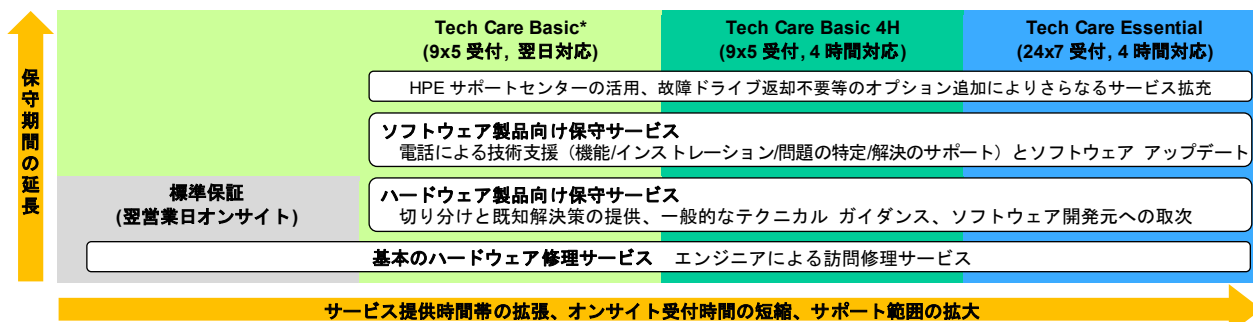 Tech Care Basic*
(9x5 受付, 翌日対応)
Tech Care Basic 4H
(9x5 受付, 4 時間対応)
Tech Care Essential
(24x7 受付, 4 時間対応)
保守期間の延長
HPE サポートセンターの活用、故障ドライブ返却不要等のオプション追加によりさらなるサービス拡充
ソフトウェア製品向け保守サービス
電話による技術支援（機能/インストレーション/問題の特定/解決のサポート）とソフトウェア アップデート
標準保証
(翌営業日オンサイト)
ハードウェア製品向け保守サービス
切り分けと既知解決策の提供、一般的なテクニカル ガイダンス、ソフトウェア開発元への取次
基本のハードウェア修理サービス エンジニアによる訪問修理サービス
サービス提供時間帯の拡張、オンサイト受付時間の短縮、サポート範囲の拡大